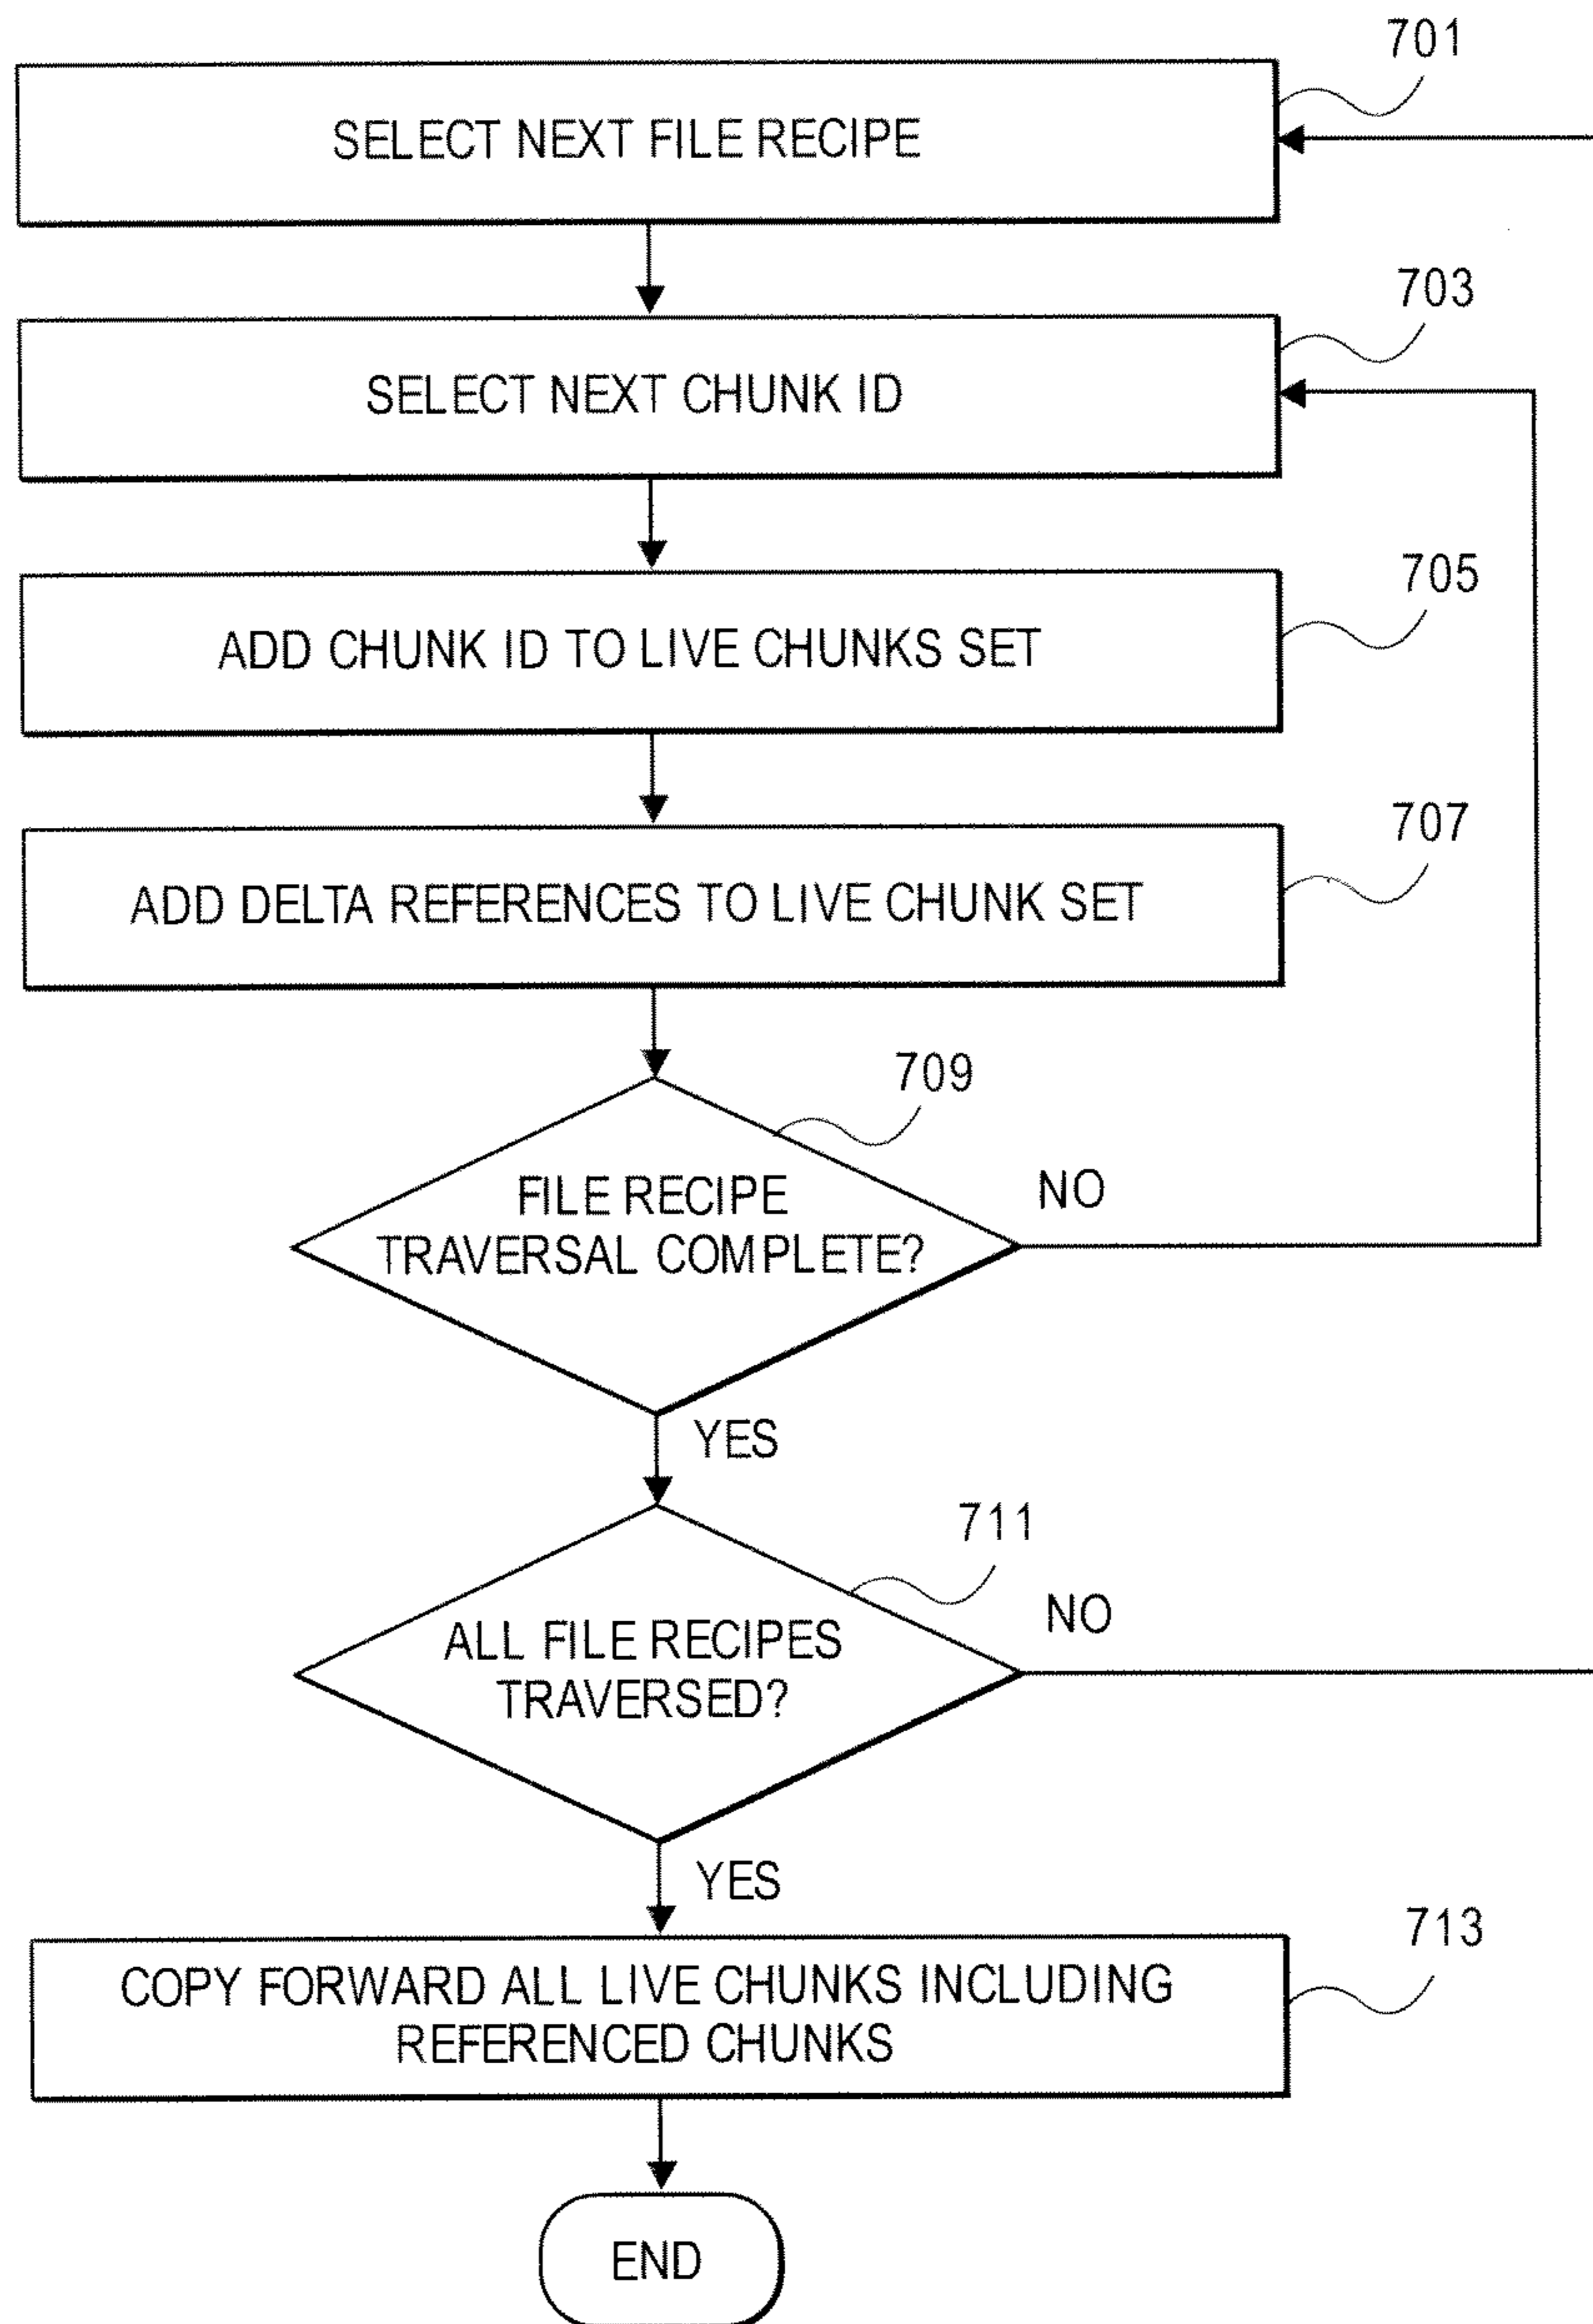 701
SELECT NEXT FILE RECIPE
703
SELECT NEXT CHUNK ID
705
ADD CHUNK ID TO LIVE CHUNKS SET
707
ADD DELTA REFERENCES TO LIVE CHUNK SET
709
FILE RECIPE
TRAVERSAL COMPLETE?
NO
YES
711
ALL FILE RECIPES
TRAVERSED?
NO
YES
713
COPY FORWARD ALL LIVE CHUNKS INCLUDING
REFERENCED CHUNKS
END